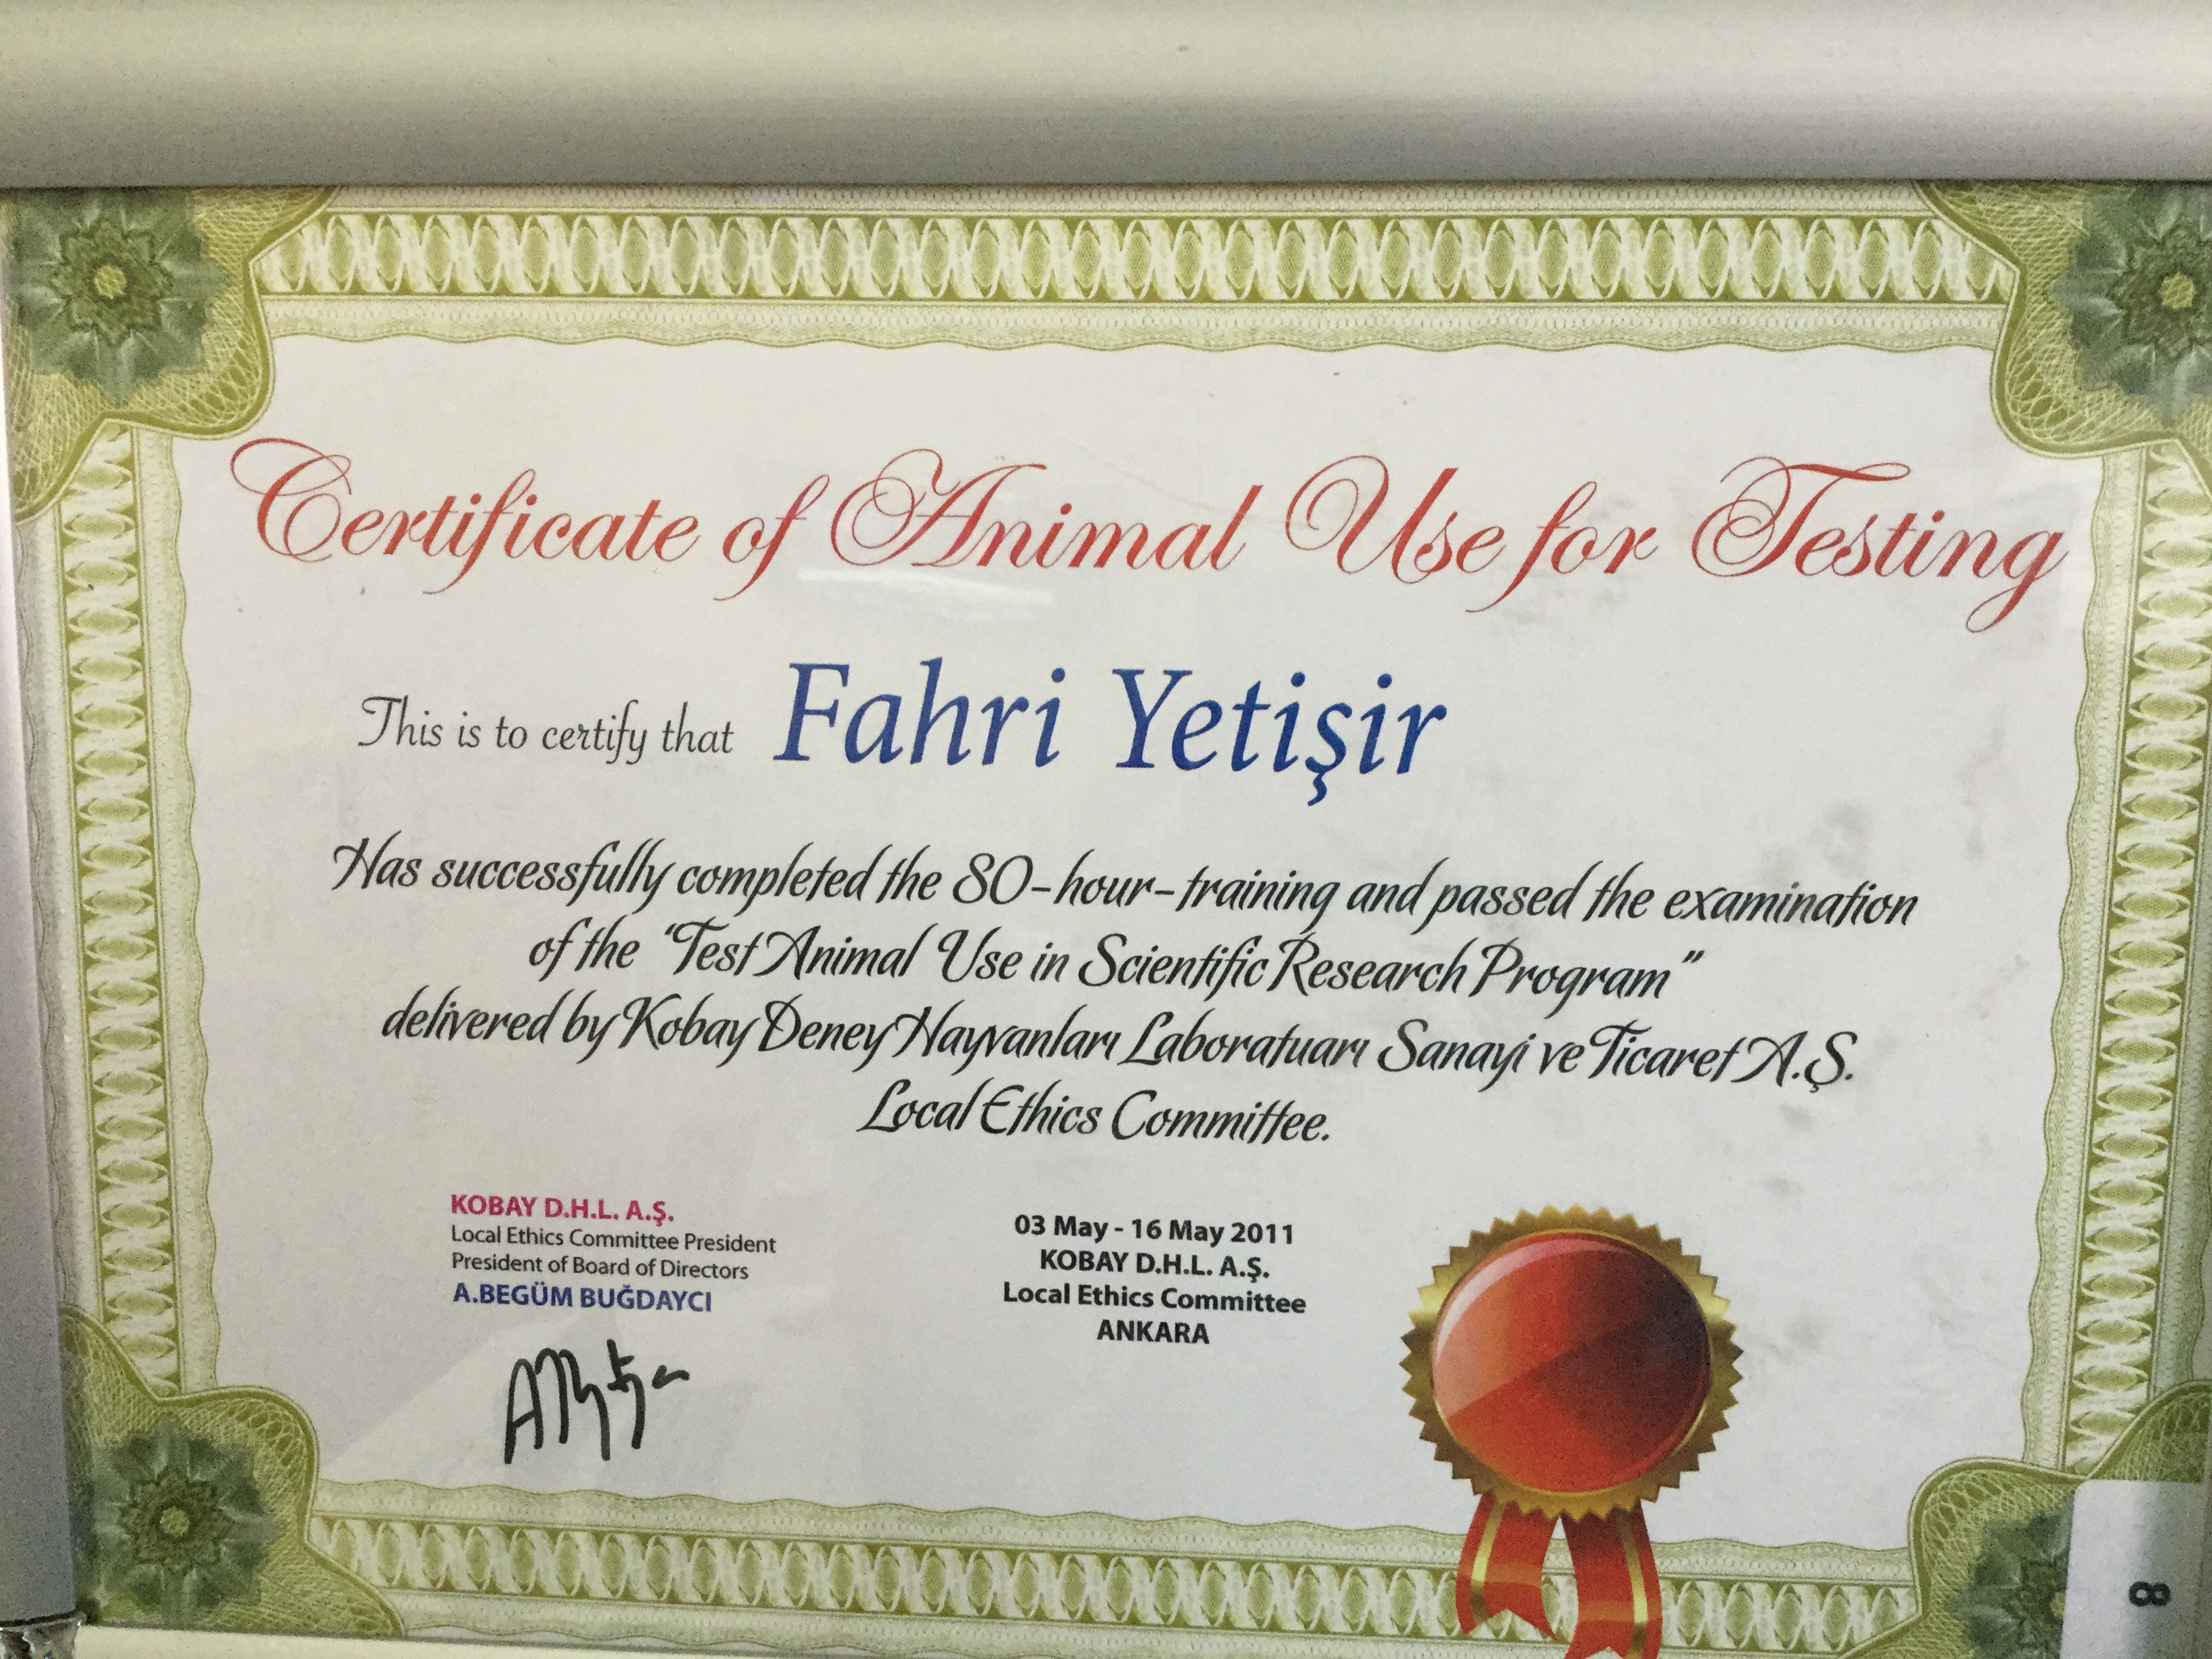 Certificate of Animal Use for Testing
This is to certify that Fahri Yetişir
Has successfully completed the 80-hour-training and passed the examination
of the "Test Animal Use in Scientific Research Program"
delivered by Kobay Deney Hayvanları Laboratuarı Sanayi ve Ticaret A.Ş.
Local Ethics Committee.
KOBAY D.H.L. A.Ş.
Local Ethics Committee President
President of Board of Directors
A.BEGÜM BUĞDAYCI
03 May - 16 May 2011
KOBAY D.H.L. A.Ş.
Local Ethics Committee
ANKARA
8